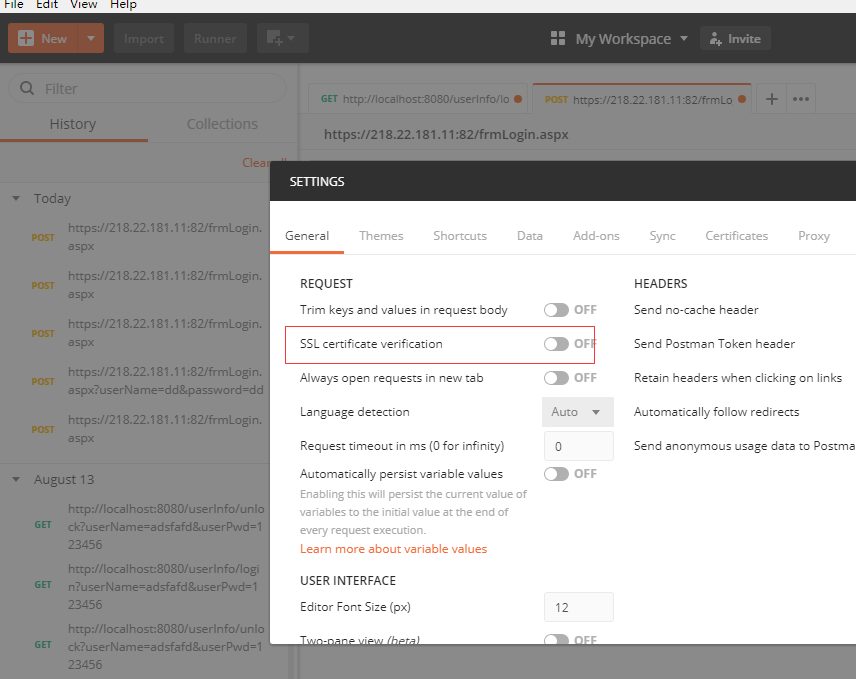 File Edit View Help
New Import Runner My Workspace Invite
Filter
History Collections
Clear all
GET http://localhost:8080/userInfo/lo POST https://218.22.181.11:82/frmLo
https://218.22.181.11:82/frmLogin.aspx
Today
POST https://218.22.181.11:82/frmLogin.
aspx
POST https://218.22.181.11:82/frmLogin.
aspx
POST https://218.22.181.11:82/frmLogin.
aspx
POST https://218.22.181.11:82/frmLogin.
aspx?userName=dd&password=dd
POST https://218.22.181.11:82/frmLogin.
aspx
August 13
GET http://localhost:8080/userInfo/unlo
ck?userName=adsfafd&userPwd=1
23456
GET http://localhost:8080/userInfo/logi
n?userName=adsfafd&userPwd=1
23456
GET http://localhost:8080/userInfo/unlo
ck?userName=adsfafd&userPwd=1
23456
SETTINGS
General Themes Shortcuts Data Add-ons Sync Certificates Proxy
REQUEST
Trim keys and values in request body OFF
SSL certificate verification OFF
Always open requests in new tab OFF
Language detection Auto
Request timeout in ms (0 for infinity) 0
Automatically persist variable values OFF
Enabling this will persist the current value of
variables to the initial value at the end of
every request execution.
Learn more about variable values
USER INTERFACE
Editor Font Size (px) 12
Two-pane view (beta) OFF
HEADERS
Send no-cache header
Send Postman Token header
Retain headers when clicking on links
Automatically follow redirects
Send anonymous usage data to Postma